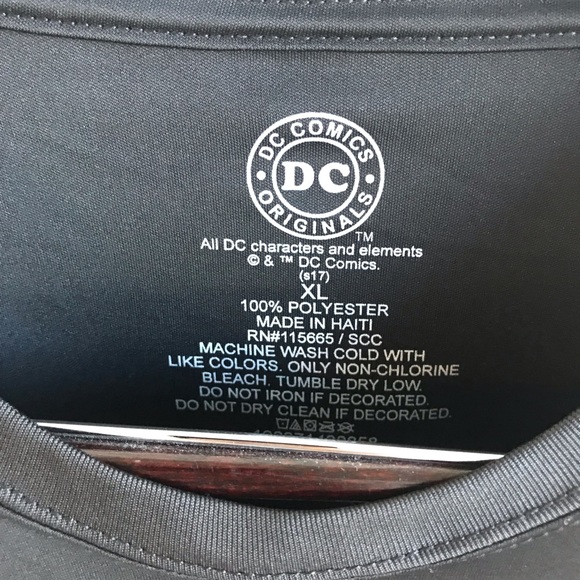 DC COMICS
DC
ORIGINALS
™
All DC characters and elements
© & ™ DC Comics.
(s17)
XL
100% POLYESTER
MADE IN HAITI
RN#115665 / SCC
MACHINE WASH COLD WITH
LIKE COLORS. ONLY NON-CHLORINE
BLEACH. TUMBLE DRY LOW.
DO NOT IRON IF DECORATED.
DO NOT DRY CLEAN IF DECORATED.